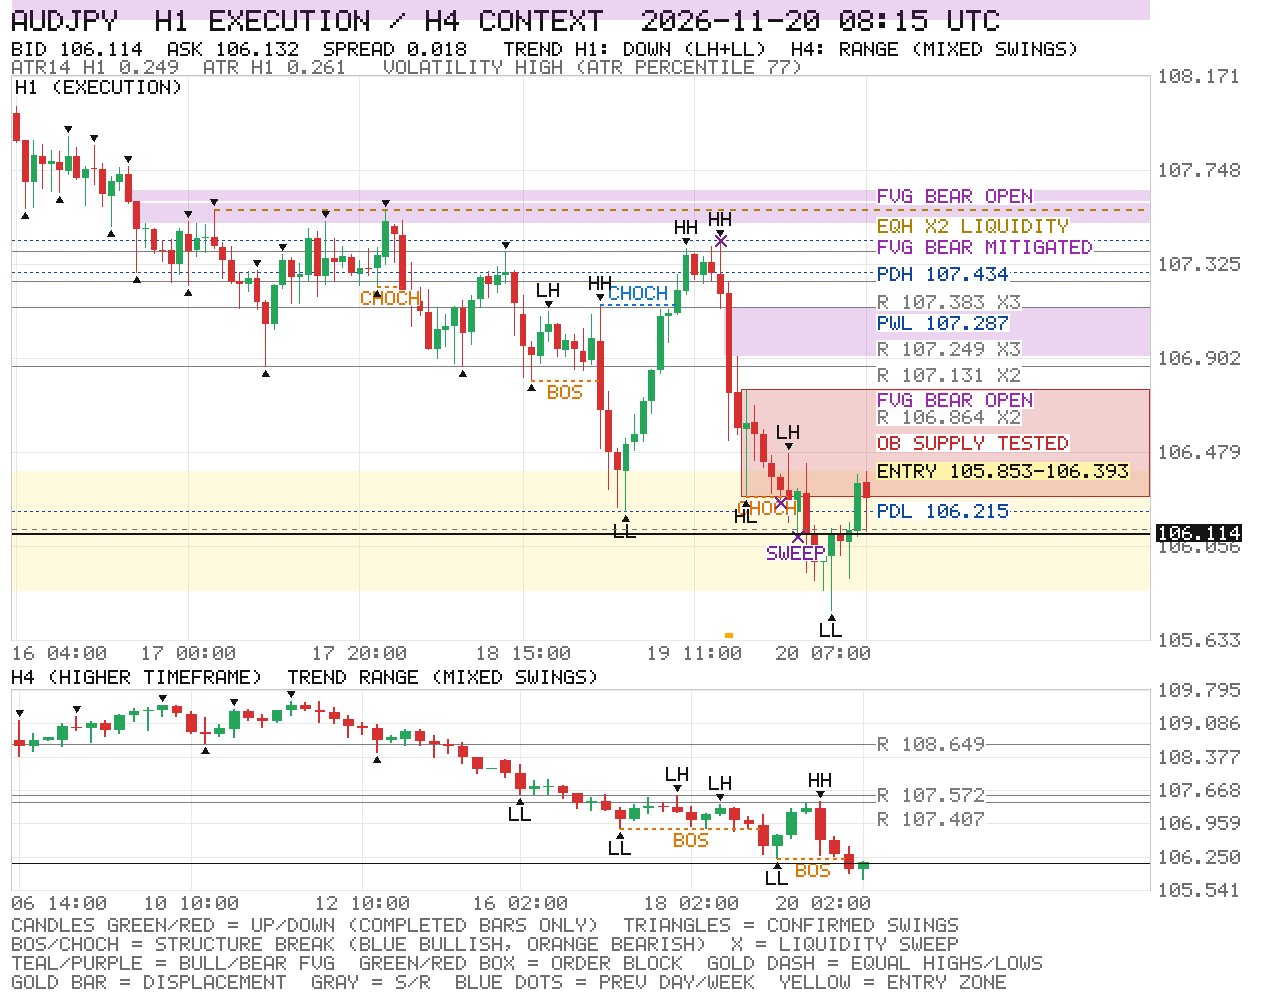 AUDJPY  H1 EXECUTION / H4 CONTEXT  2026-11-20 08:15 UTC
BID 106.114  ASK 106.132  SPREAD 0.018  TREND H1: DOWN (LH+LL)  H4: RANGE (MIXED SWINGS)
ATR14 H1 0.249  ATR H1 0.261  VOLATILITY HIGH (ATR PERCENTILE 77)
H1 (EXECUTION)
108.171
107.748
FVG BEAR OPEN
HH
HH
EQH X2 LIQUIDITY
FVG BEAR MITIGATED
107.325
PDH 107.434
LH
HH
CHOCH
CHOCH
R 107.383 X3
PWL 107.287
R 107.249 X3
106.902
R 107.131 X2
BOS
FVG BEAR OPEN
R 106.864 X2
LH
OB SUPPLY TESTED
106.479
ENTRY 105.853-106.393
CHOCH
HL
PDL 106.215
LL
106.114
106.056
SWEEP
LL
105.633
16 04:00
17 00:00
17 20:00
18 15:00
19 11:00
20 07:00
H4 (HIGHER TIMEFRAME)  TREND RANGE (MIXED SWINGS)
109.795
109.086
R 108.649
108.377
LH
LH
HH
R 107.572
107.668
LL
R 107.407
106.959
BOS
LL
106.250
BOS
LL
105.541
06 14:00
10 10:00
12 10:00
16 02:00
18 02:00
20 02:00
CANDLES GREEN/RED = UP/DOWN (COMPLETED BARS ONLY)  TRIANGLES = CONFIRMED SWINGS
BOS/CHOCH = STRUCTURE BREAK (BLUE BULLISH, ORANGE BEARISH)  X = LIQUIDITY SWEEP
TEAL/PURPLE = BULL/BEAR FVG  GREEN/RED BOX = ORDER BLOCK  GOLD DASH = EQUAL HIGHS/LOWS
GOLD BAR = DISPLACEMENT  GRAY = S/R  BLUE DOTS = PREV DAY/WEEK  YELLOW = ENTRY ZONE